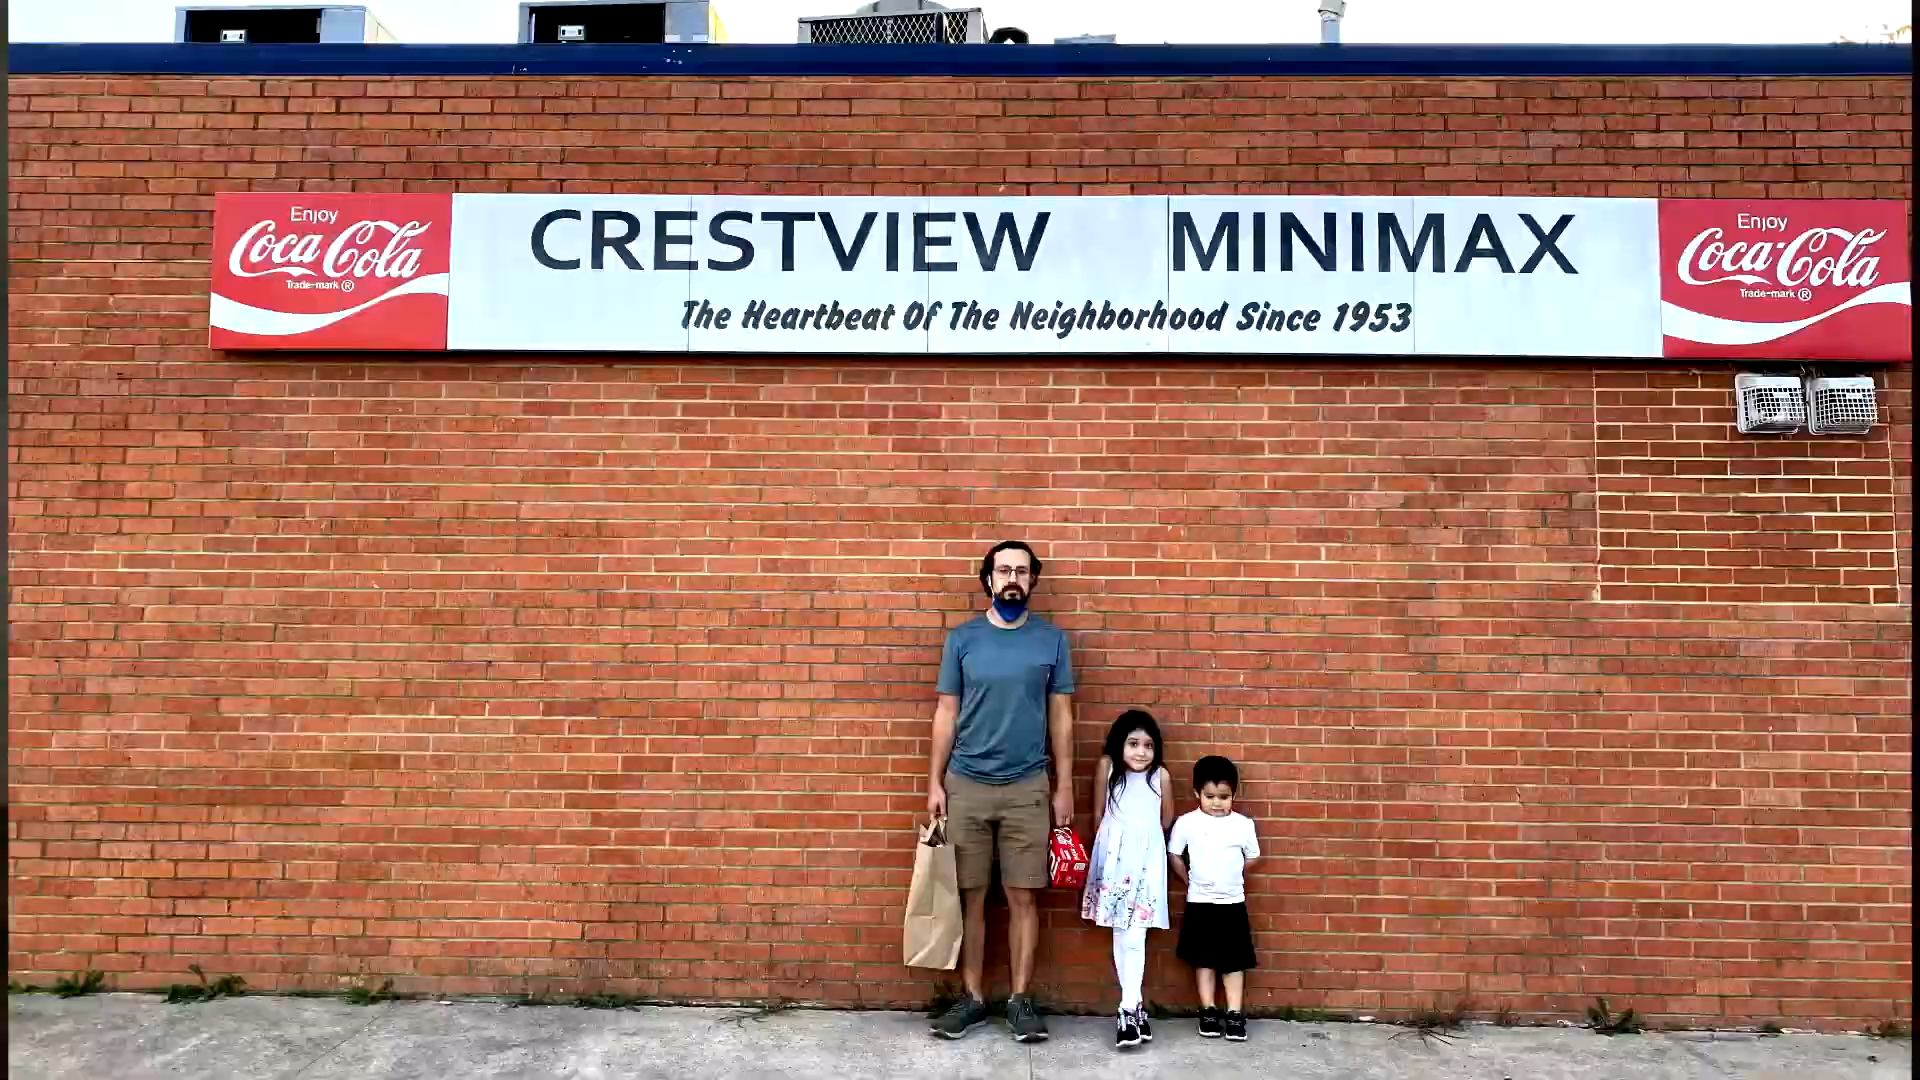 Enjoy
Coca-Cola
Trade-mark ®
CRESTVIEW MINIMAX
The Heartbeat Of The Neighborhood Since 1953
Enjoy
Coca-Cola
Trade-mark ®